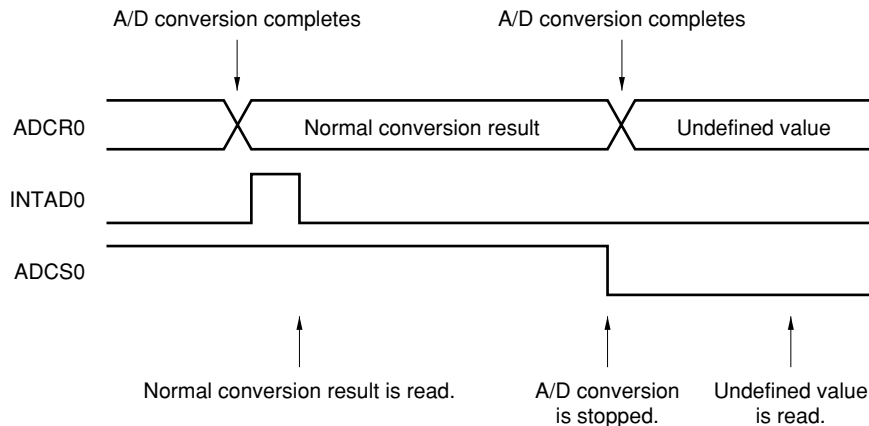 A/D conversion completes
A/D conversion completes
ADCR0
Normal conversion result
Undefined value
INTAD0
ADCS0
Normal conversion result is read.
A/D conversion
is stopped.
Undefined value
is read.